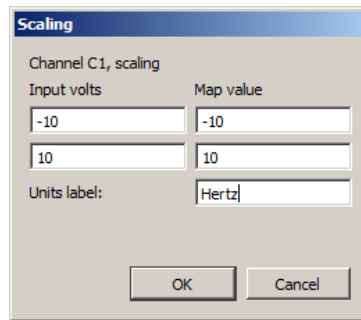 Scaling
Channel C1, scaling
Input volts Map value
-10 -10
10 10
Units label: Hertz
OK Cancel